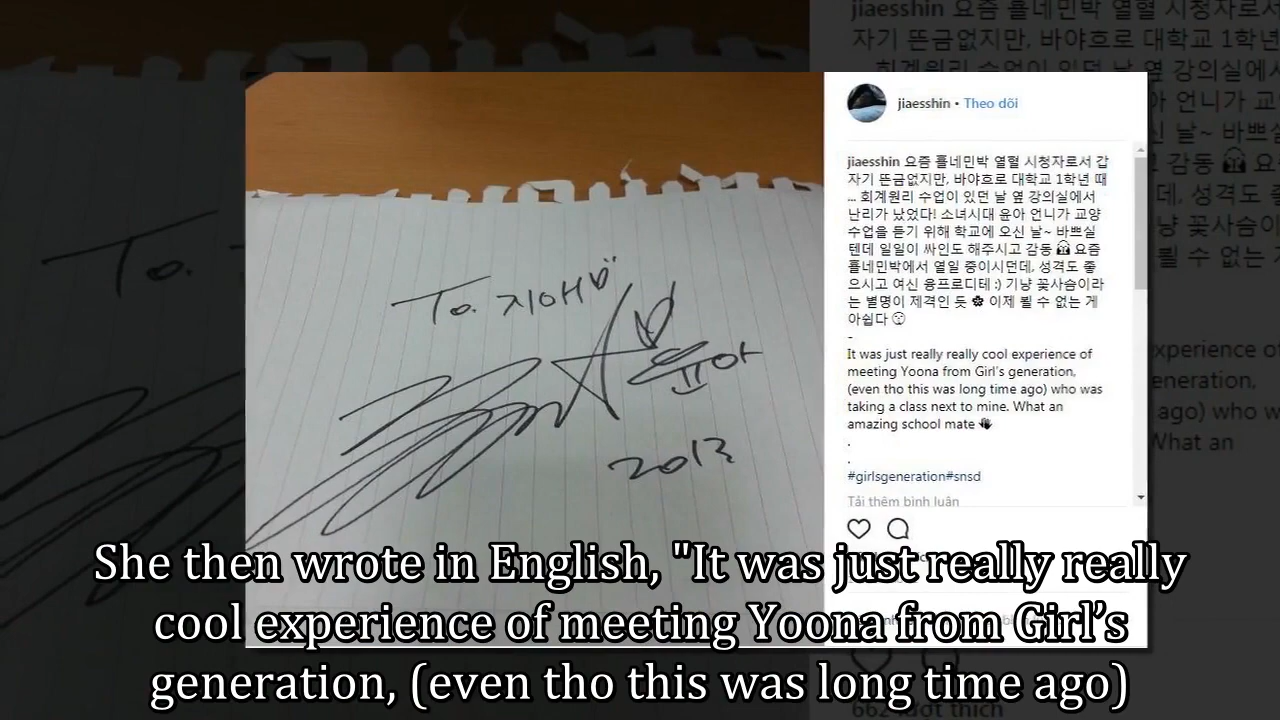 To. 지애
윤아
2013
jiaesshin • Theo dõi
jiaesshin 요즘 횰네민박 열혈 시청자로서 갑
자기 뜬금없지만, 바야흐로 대학교 1학년 때
... 회계원리 수업이 있던 날 옆 강의실에서
난리가 났었다! 소녀시대 윤아 언니가 교양
수업을 듣기 위해 학교에 오신 날~ 바쁘실
텐데 일일이 싸인도 해주시고 감동 요즘
횰네민박에서 열일 중이시던데, 성격도 좋
으시고 여신 융프로디테 :) 기냥 꽃사슴이라
는 별명이 제격인 듯 이제 뵐 수 없는 게
아쉽다
-
It was just really really cool experience of
meeting Yoona from Girl's generation,
(even tho this was long time ago) who was
taking a class next to mine. What an
amazing school mate
.
.
#girlsgeneration#snsd
Tải thêm bình luận
She then wrote in English, "It was just really really
cool experience of meeting Yoona from Girl’s
generation, (even tho this was long time ago)